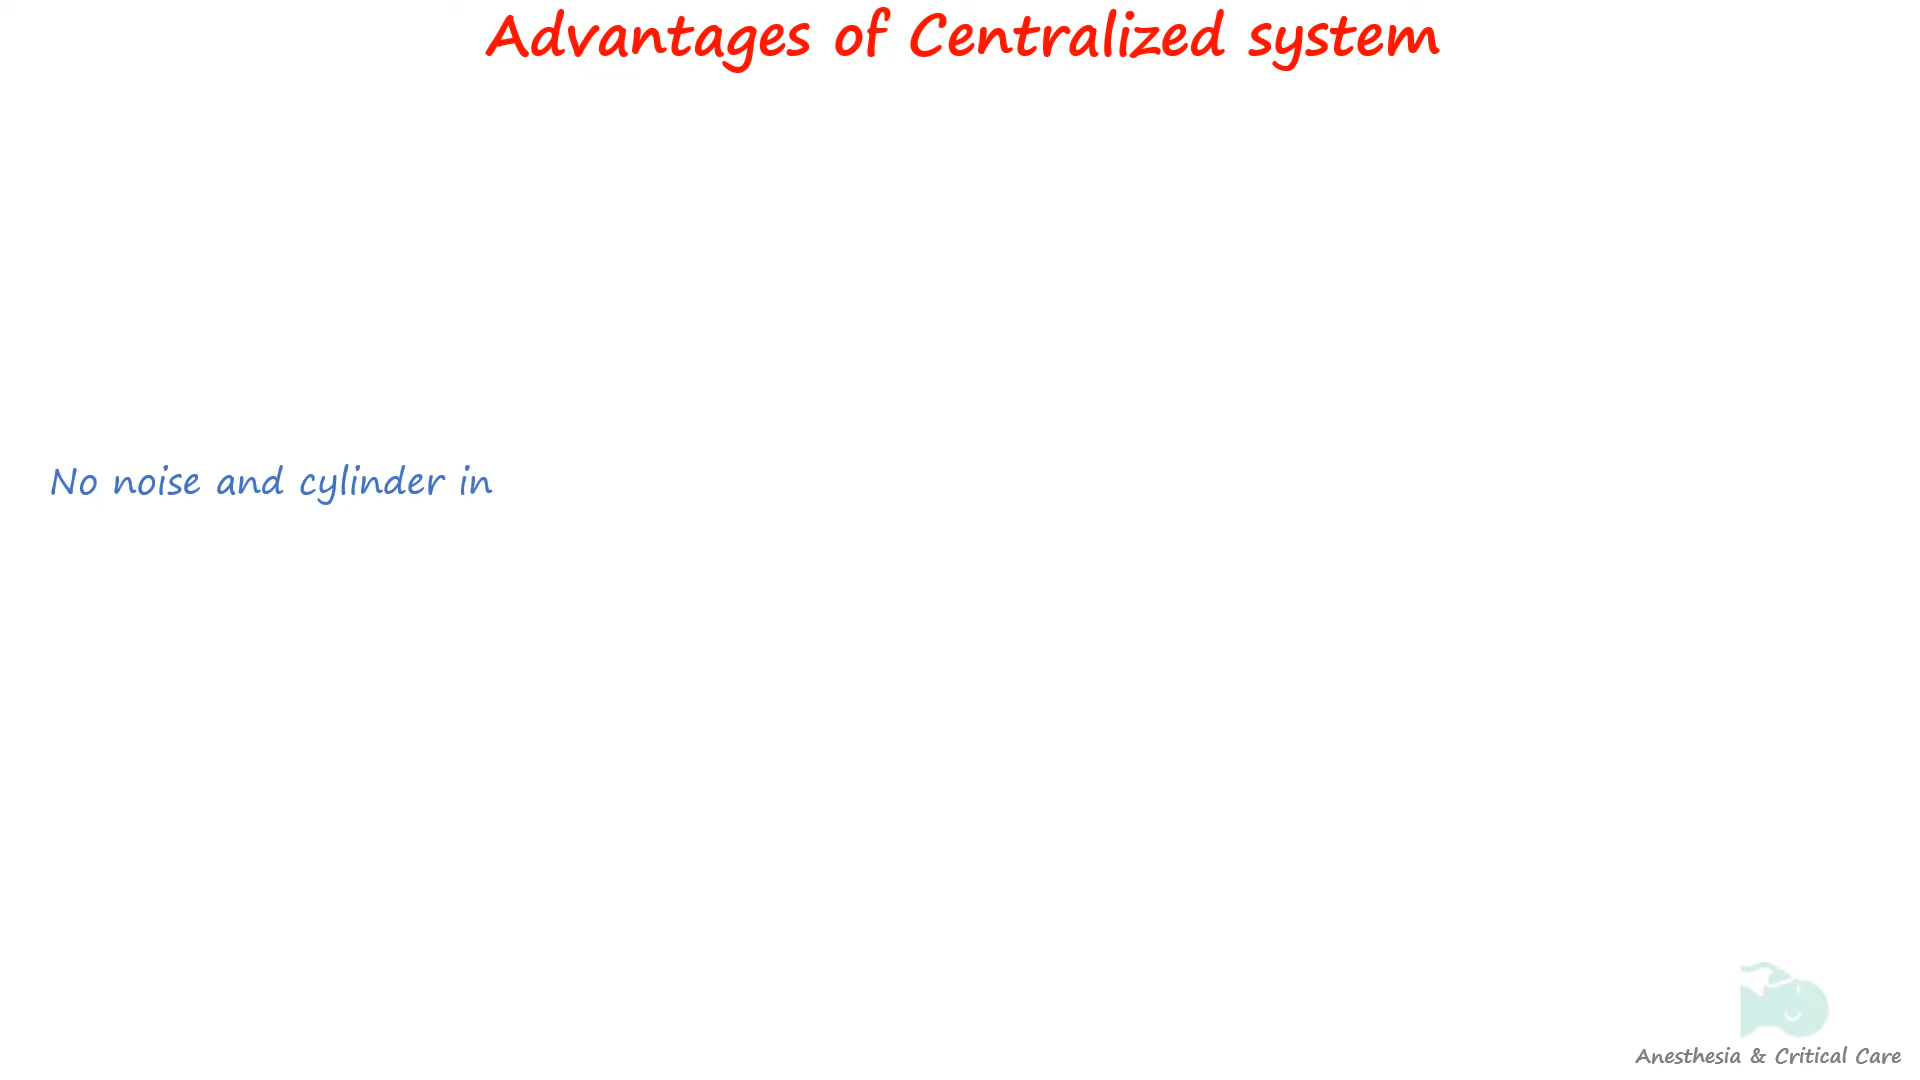 Advantages of Centralized system
No noise and cylinder in
Anesthesia & Critical Care